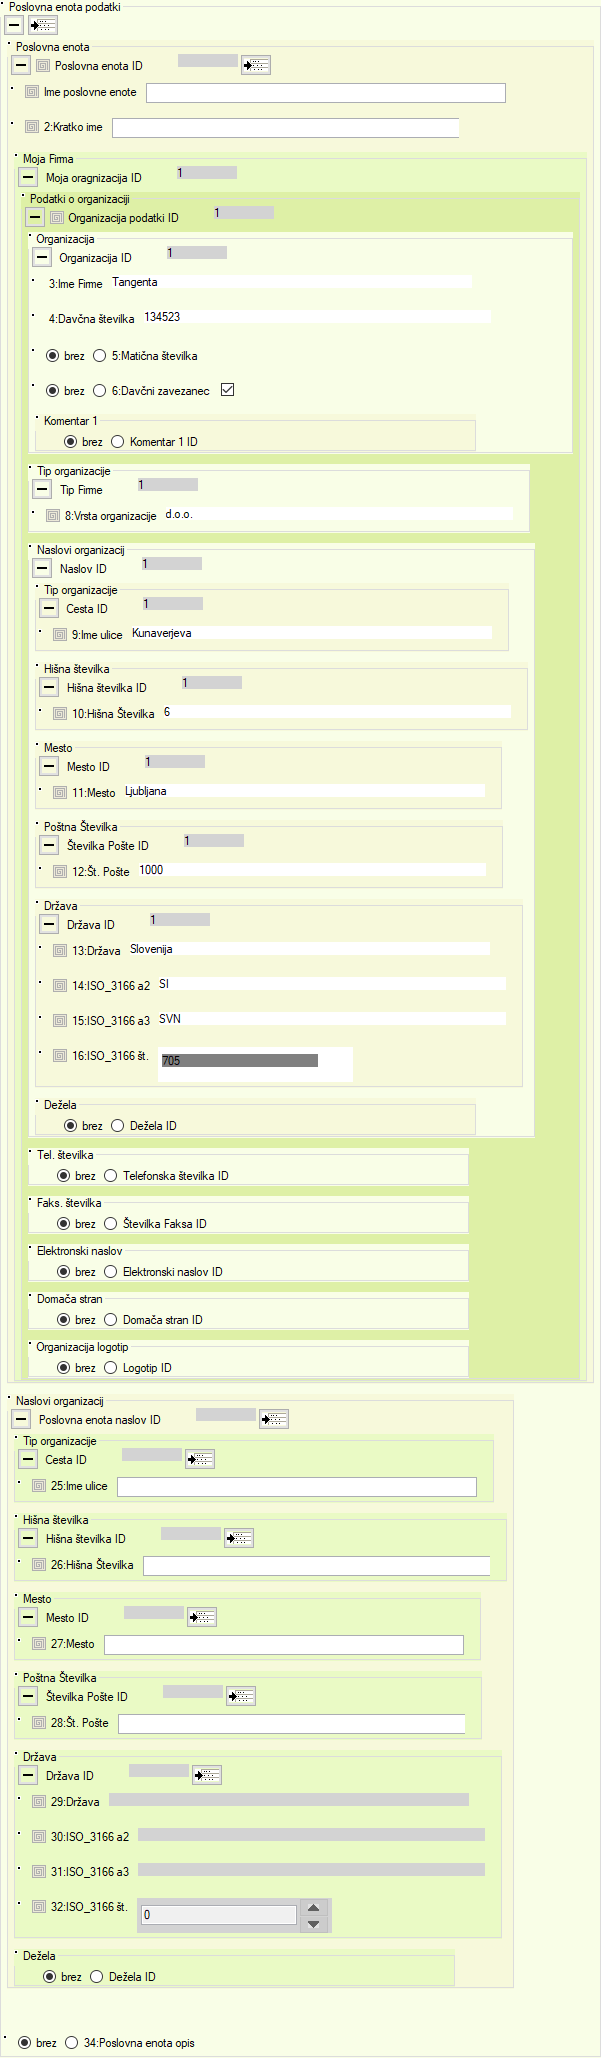 Poslovna enota podatki
Poslovna enota
Poslovna enota ID
Ime poslovne enote
2:Kratko ime
Moja Firma
Moja oragnizacija ID 1
Podatki o organizaciji
Organizacija podatki ID 1
Organizacija
Organizacija ID 1
3:Ime Firme Tangenta
4:Davčna številka 134523
brez 5:Matična številka
brez 6:Davčni zavezanec
Komentar 1
brez Komentar 1 ID
Tip organizacije
Tip Firme 1
8:Vrsta organizacije d.o.o.
Naslovi organizacij
Naslov ID 1
Tip organizacije
Cesta ID 1
9:Ime ulice Kunaverjeva
Hišna številka
Hišna številka ID 1
10:Hišna Številka 6
Mesto
Mesto ID 1
11:Mesto Ljubljana
Poštna Številka
Številka Pošte ID 1
12:Št. Pošte 1000
Država
Država ID 1
13:Država Slovenija
14:ISO_3166 a2 SI
15:ISO_3166 a3 SVN
16:ISO_3166 št. 705
Dežela
brez Dežela ID
Tel. številka
brez Telefonska številka ID
Faks. številka
brez Številka Faksa ID
Elektronski naslov
brez Elektronski naslov ID
Domača stran
brez Domača stran ID
Organizacija logotip
brez Logotip ID
Naslovi organizacij
Poslovna enota naslov ID
Tip organizacije
Cesta ID
25:Ime ulice
Hišna številka
Hišna številka ID
26:Hišna Številka
Mesto
Mesto ID
27:Mesto
Poštna Številka
Številka Pošte ID
28:Št. Pošte
Država
Država ID
29:Država
30:ISO_3166 a2
31:ISO_3166 a3
32:ISO_3166 št. 0
Dežela
brez Dežela ID
brez 34:Poslovna enota opis